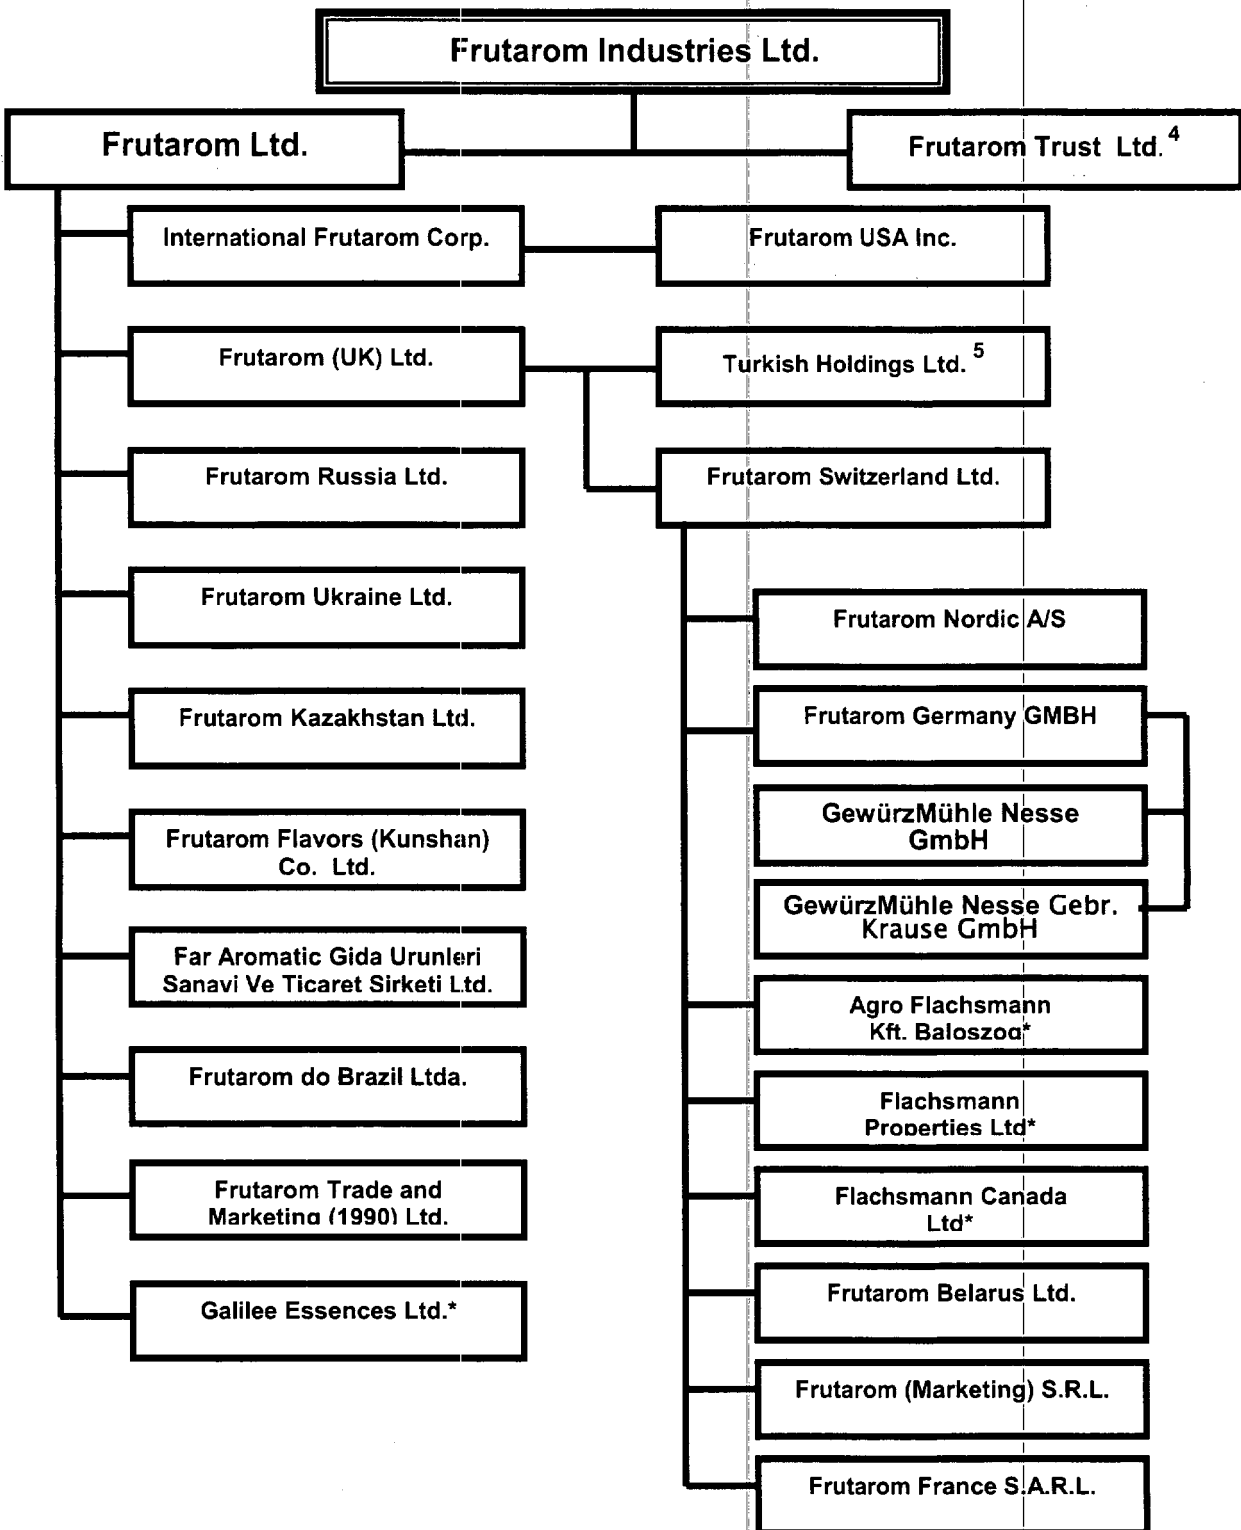 Frutarom Industries Ltd.
Frutarom Ltd.
Frutarom Trust Ltd. 4
International Frutarom Corp.
Frutarom USA Inc.
Frutarom (UK) Ltd.
Turkish Holdings Ltd. 5
Frutarom Russia Ltd.
Frutarom Switzerland Ltd.
Frutarom Ukraine Ltd.
Frutarom Nordic A/S
Frutarom Kazakhstan Ltd.
Frutarom Germany GMBH
GewürzMühle Nesse
GmbH
Frutarom Flavors (Kunshan)
Co. Ltd.
GewürzMühle Nesse Gebr.
Krause GmbH
Far Aromatic Gida Urunleri
Sanavi Ve Ticaret Sirketi Ltd.
Agro Flachsmann
Kft. Baloszog*
Frutarom do Brazil Ltda.
Flachsmann
Properties Ltd*
Frutarom Trade and
Marketing (1990) Ltd.
Flachsmann Canada
Ltd*
Galilee Essences Ltd.*
Frutarom Belarus Ltd.
Frutarom (Marketing) S.R.L.
Frutarom France S.A.R.L.